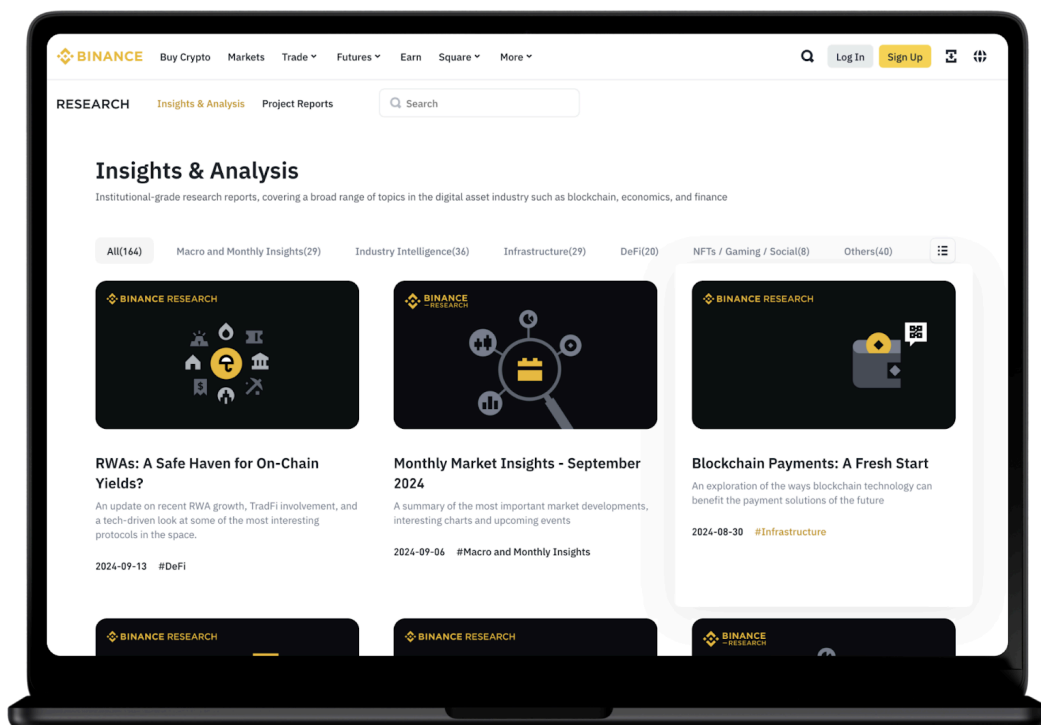 BINANCE Buy Crypto Markets Trade Futures Earn Square More Log In Sign Up
RESEARCH Insights & Analysis Project Reports Search
Insights & Analysis
Institutional-grade research reports, covering a broad range of topics in the digital asset industry such as blockchain, economics, and finance
All(164) Macro and Monthly Insights(29) Industry Intelligence(36) Infrastructure(29) DeFi(20) NFTs / Gaming / Social(8) Others(40)
BINANCE RESEARCH
$
RWAs: A Safe Haven for On-Chain
Yields?
An update on recent RWA growth, TradFi involvement, and
a tech-driven look at some of the most interesting
protocols in the space.
2024-09-13 #DeFi
BINANCE
RESEARCH
Monthly Market Insights - September
2024
A summary of the most important market developments,
interesting charts and upcoming events
2024-09-06 #Macro and Monthly Insights
BINANCE RESEARCH
Blockchain Payments: A Fresh Start
An exploration of the ways blockchain technology can
benefit the payment solutions of the future
2024-08-30 #Infrastructure
BINANCE RESEARCH
BINANCE RESEARCH
BINANCE
RESEARCH